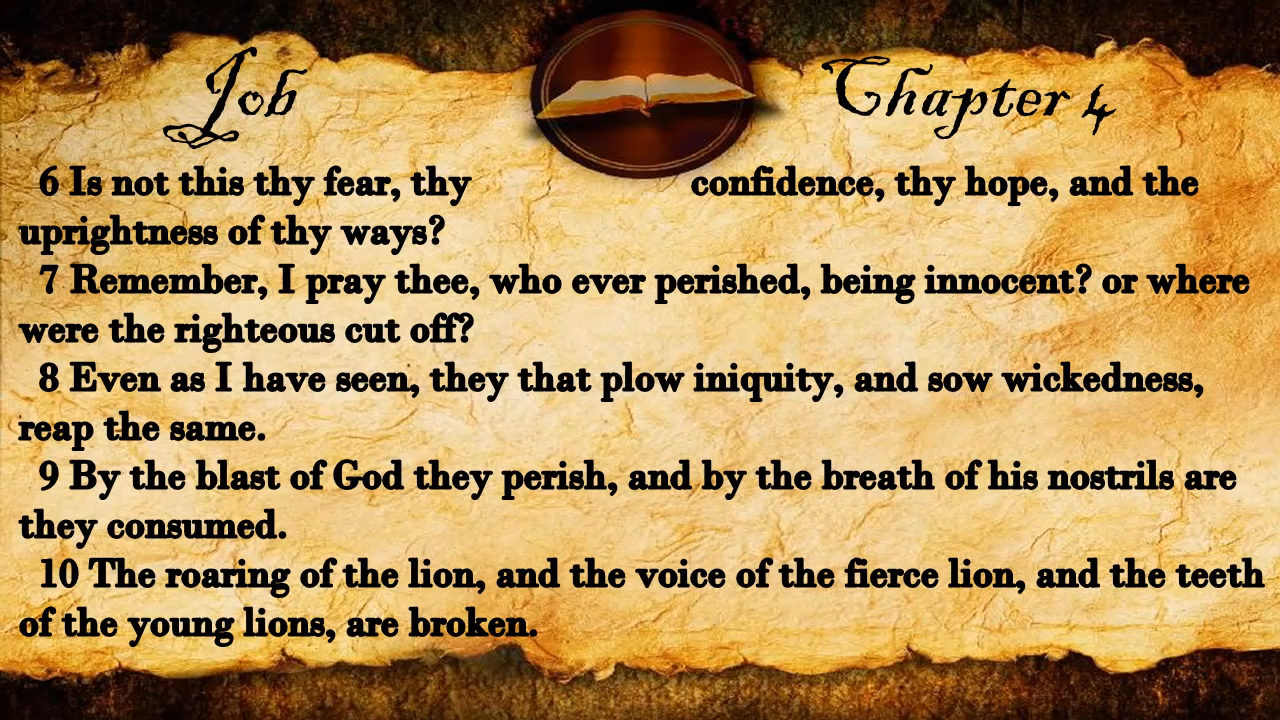 Job Chapter 4
6 Is not this thy fear, thy confidence, thy hope, and the
uprightness of thy ways?
7 Remember, I pray thee, who ever perished, being innocent? or where
were the righteous cut off?
8 Even as I have seen, they that plow iniquity, and sow wickedness,
reap the same.
9 By the blast of God they perish, and by the breath of his nostrils are
they consumed.
10 The roaring of the lion, and the voice of the fierce lion, and the teeth
of the young lions, are broken.